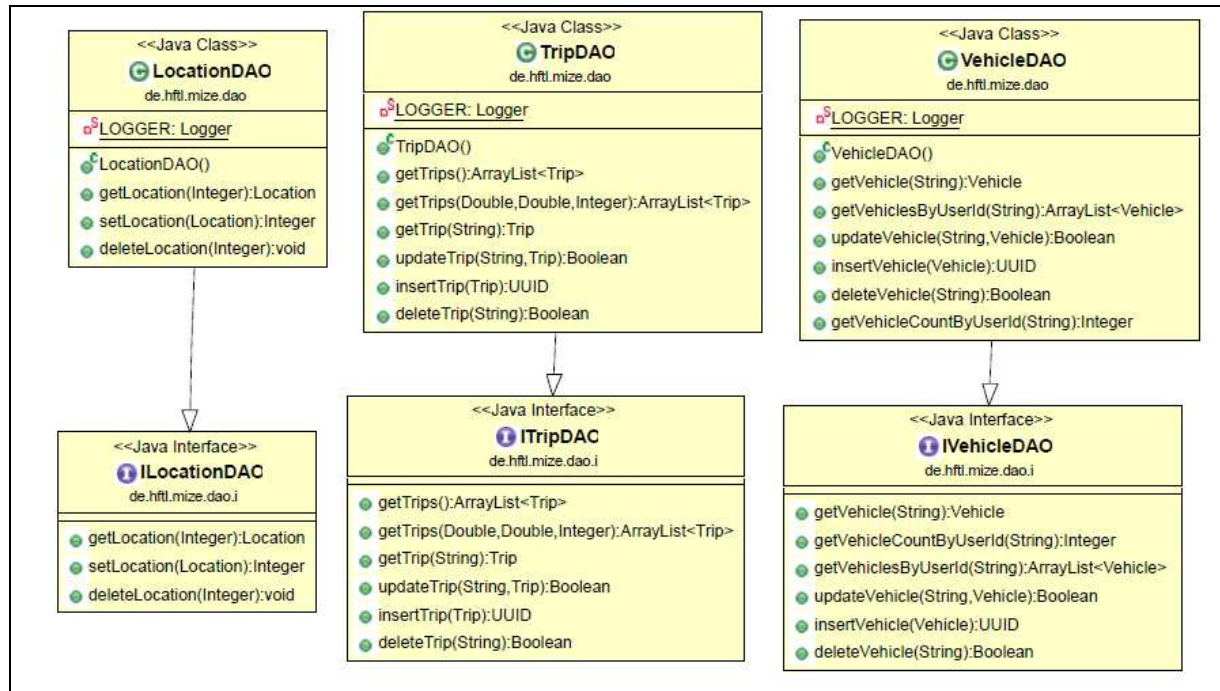 <<Java Class>>
LocationDAO
de.hftl.mize.dao
LOGGER: Logger
LocationDAO()
getLocation(Integer):Location
setLocation(Location):Integer
deleteLocation(Integer):void
<<Java Class>>
TripDAO
de.hftl.mize.dao
LOGGER: Logger
TripDAO()
getTrips():ArrayList<Trip>
getTrips(Double,Double,Integer):ArrayList<Trip>
getTrip(String):Trip
updateTrip(String,Trip):Boolean
insertTrip(Trip):UUID
deleteTrip(String):Boolean
<<Java Class>>
VehicleDAO
de.hftl.mize.dao
LOGGER: Logger
VehicleDAO()
getVehicle(String):Vehicle
getVehiclesByUserId(String):ArrayList<Vehicle>
updateVehicle(String,Vehicle):Boolean
insertVehicle(Vehicle):UUID
deleteVehicle(String):Boolean
getVehicleCountByUserId(String):Integer
<<Java Interface>>
ILocationDAO
de.hftl.mize.dao.i
getLocation(Integer):Location
setLocation(Location):Integer
deleteLocation(Integer):void
<<Java Interface>>
ITripDAO
de.hftl.mize.dao.i
getTrips():ArrayList<Trip>
getTrips(Double,Double,Integer):ArrayList<Trip>
getTrip(String):Trip
updateTrip(String,Trip):Boolean
insertTrip(Trip):UUID
deleteTrip(String):Boolean
<<Java Interface>>
IVehicleDAO
de.hftl.mize.dao.i
getVehicle(String):Vehicle
getVehicleCountByUserId(String):Integer
getVehiclesByUserId(String):ArrayList<Vehicle>
updateVehicle(String,Vehicle):Boolean
insertVehicle(Vehicle):UUID
deleteVehicle(String):Boolean